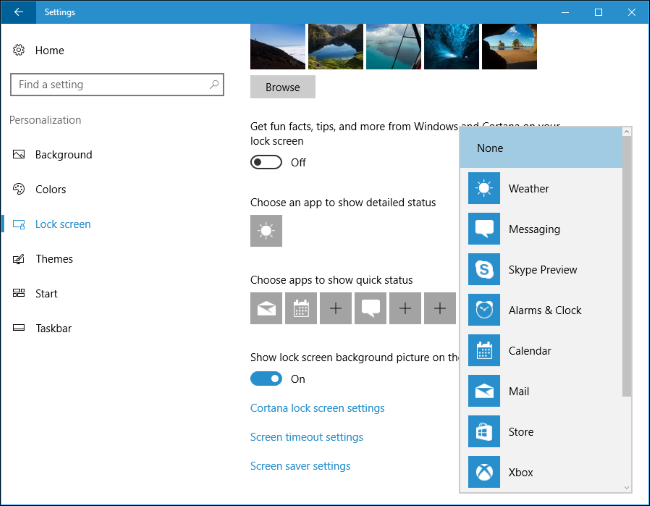 Settings
Home
Find a setting
Personalization
Background
Colors
Lock screen
Themes
Start
Taskbar
Browse
Get fun facts, tips, and more from Windows and Cortana on your
lock screen
Off
Choose an app to show detailed status
Choose apps to show quick status
Show lock screen background picture on the
On
Cortana lock screen settings
Screen timeout settings
Screen saver settings
None
Weather
Messaging
Skype Preview
Alarms & Clock
Calendar
Mail
Store
Xbox